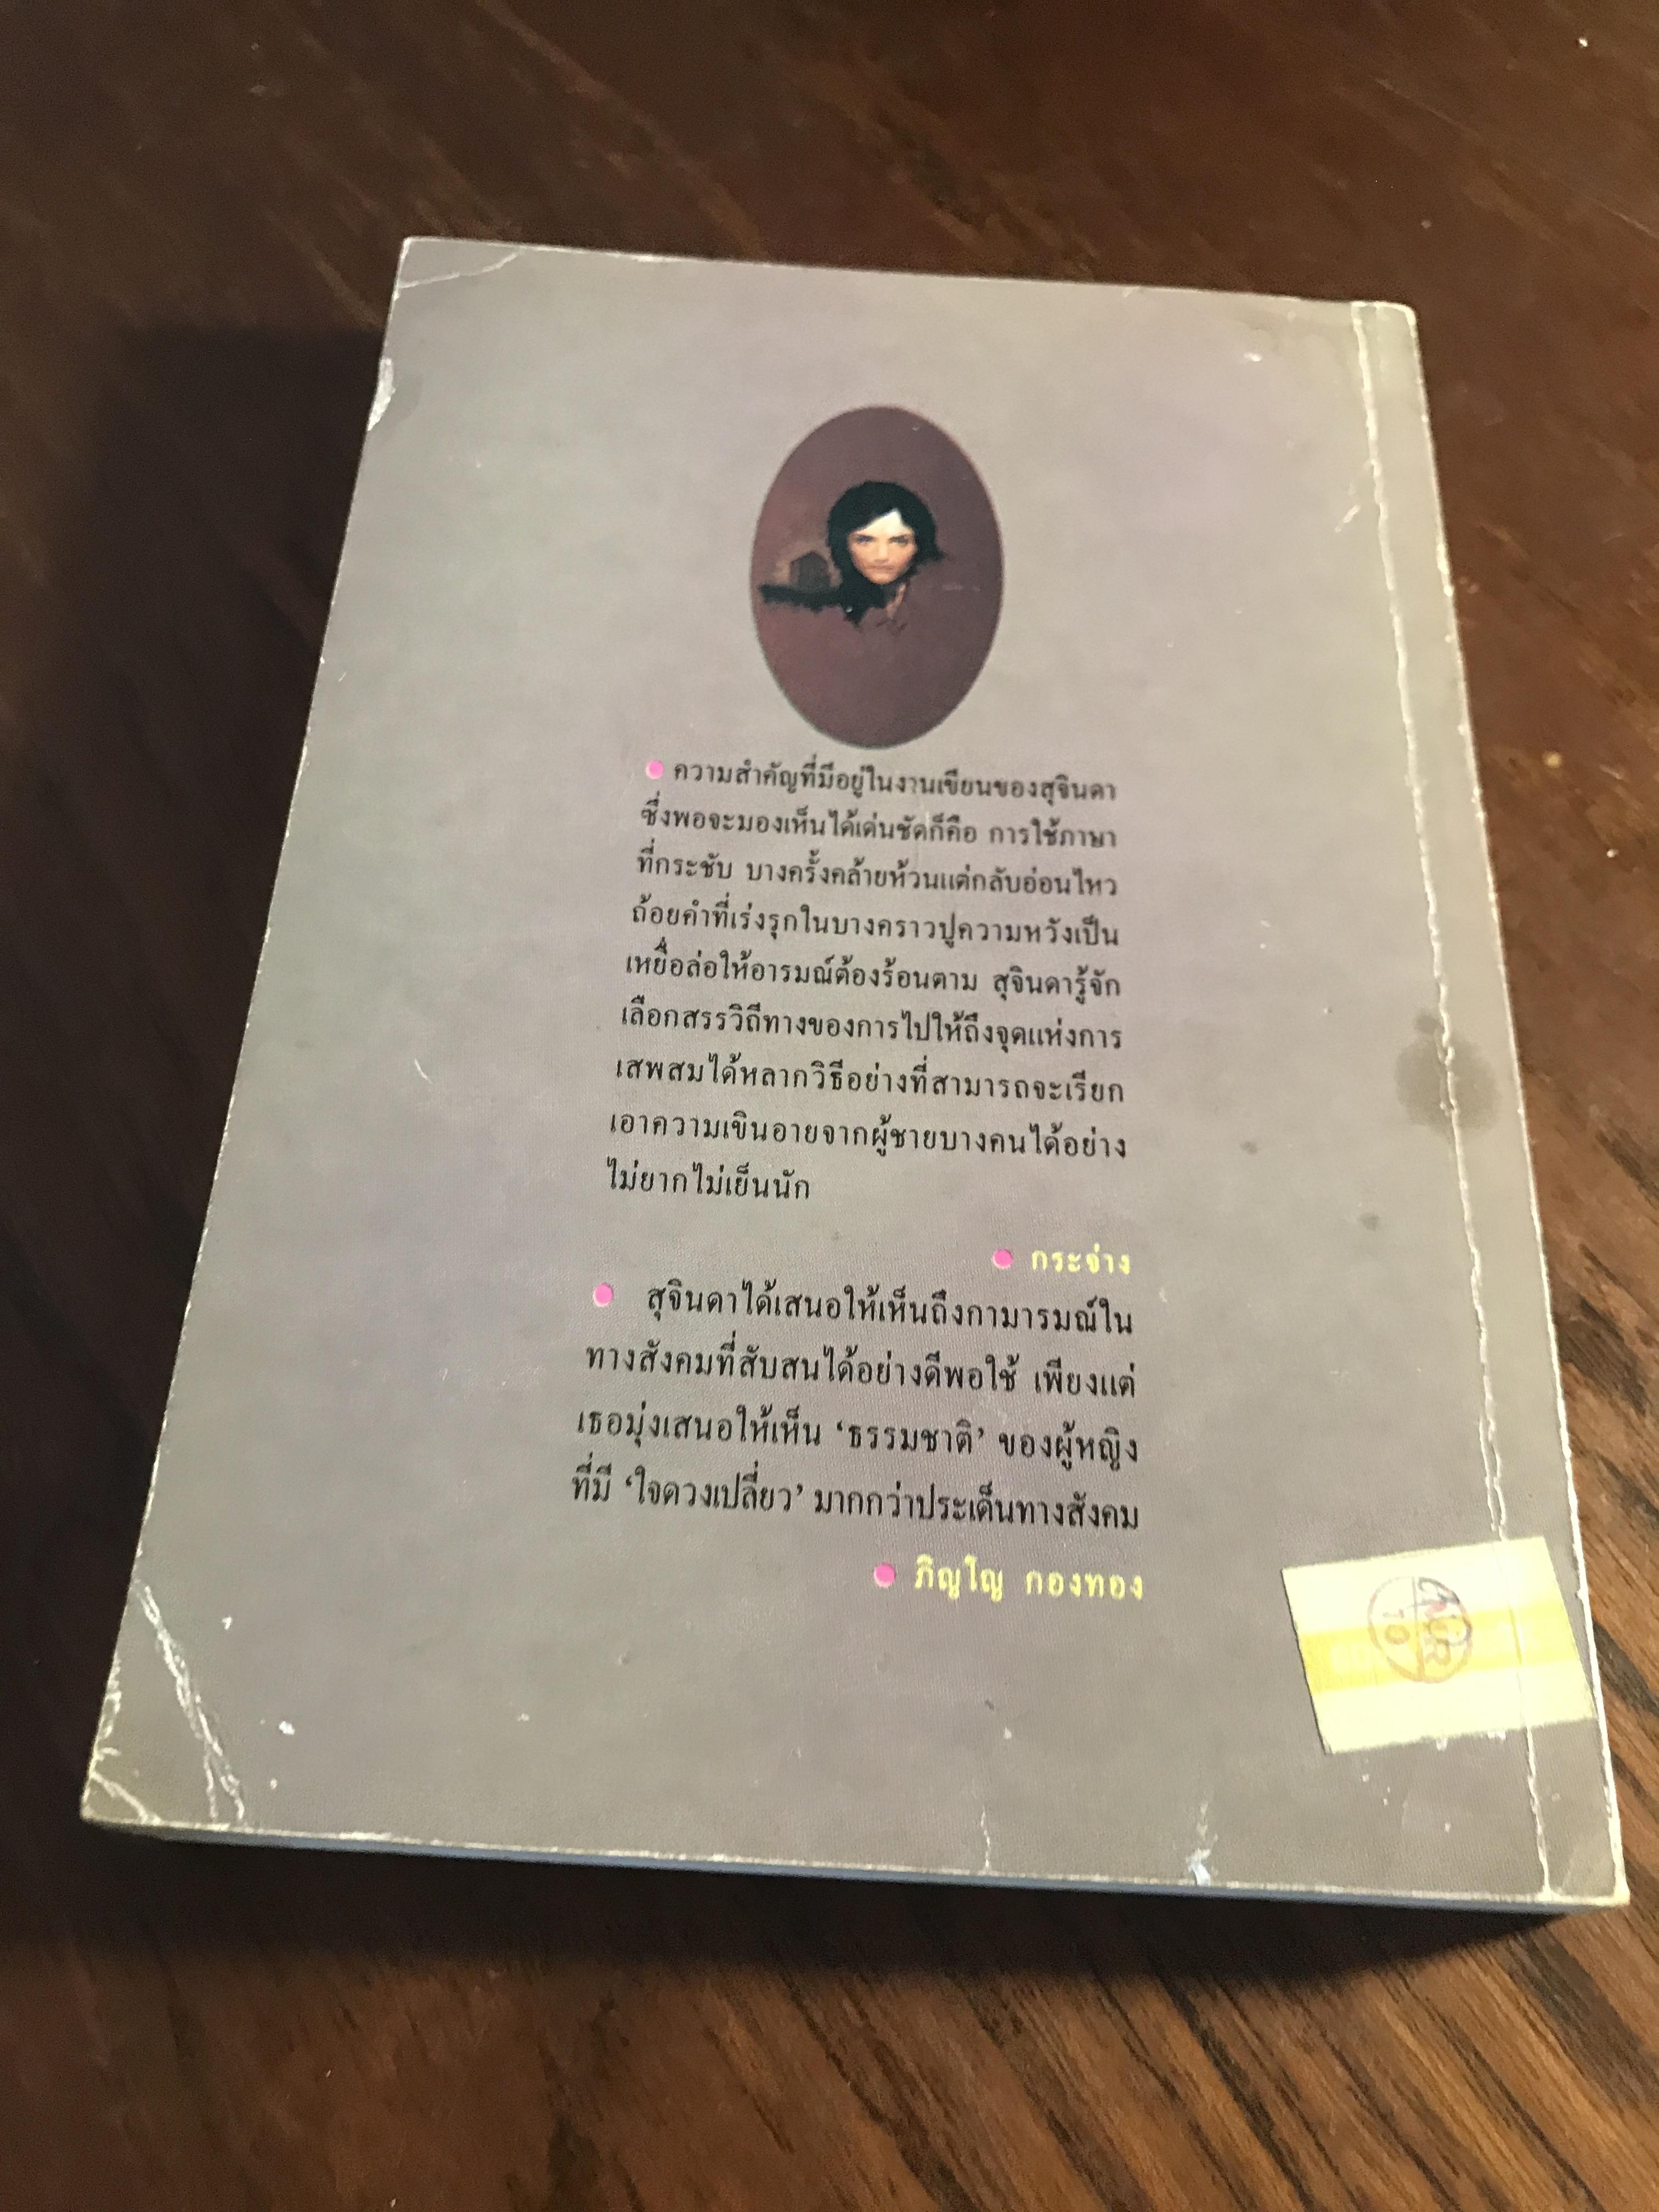 ความสำคัญที่มีอยู่ในงานเขียนของสุจินดา
ซึ่งพอจะมองเห็นได้เด่นชัดก็คือ การใช้ภาษา
ที่กระชับ บางครั้งคล้ายห้วนแต่กลับอ่อนไหว
ถ้อยคำที่เร่งรุกในบางคราวปูความหวังเป็น
เหยื่อล่อให้อารมณ์ต้องร้อนตาม สุจินดารู้จัก
เลือกสรรวิถีทางของการไปให้ถึงจุดแห่งการ
เสพสมได้หลากวิธีอย่างที่สามารถจะเรียก
เอาความเขินอายจากผู้ชายบางคนได้อย่าง
ไม่ยากไม่เย็นนัก
กระจ่าง
สุจินดาได้เสนอให้เห็นถึงกามารมณ์ใน
ทางสังคมที่สับสนได้อย่างดีพอใช้ เพียงแต่
เธอมุ่งเสนอให้เห็น ‘ธรรมชาติ’ ของผู้หญิง
ที่มี ‘ใจดวงเปลี่ยว’ มากกว่าประเด็นทางสังคม
ภิญโญ กองทอง